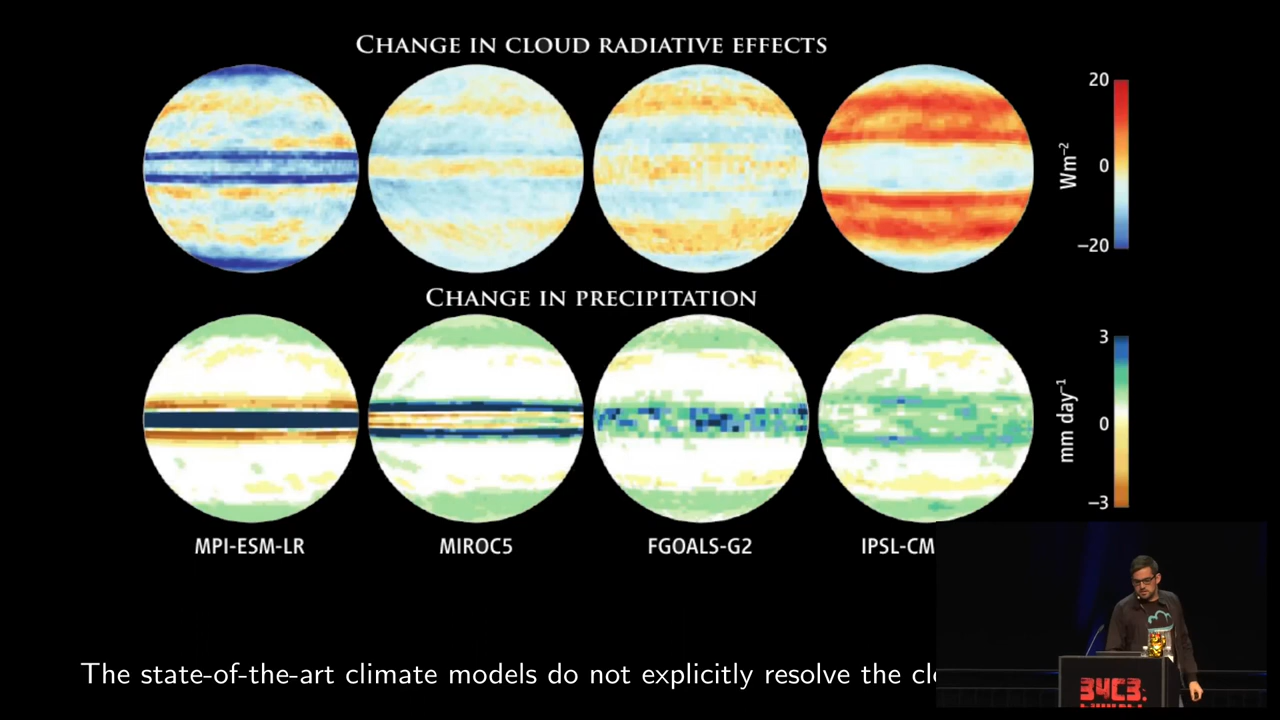 CHANGE IN CLOUD RADIATIVE EFFECTS
20
0
−20
Wm⁻²
CHANGE IN PRECIPITATION
3
0
−3
mm day⁻¹
MPI-ESM-LR
MIROC5
FGOALS-G2
IPSL-CM
The state-of-the-art climate models do not explicitly resolve the clo
34C3.